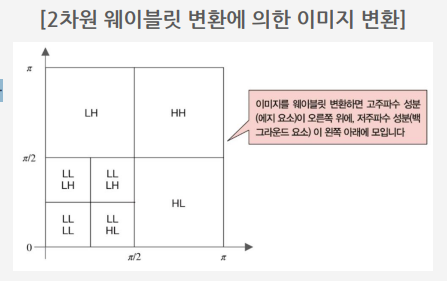 [2차원 웨이블릿 변환에 의한 이미지 변환]
π
LH
HH
이미지를 웨이블릿 변환하면 고주파수 성분
(에지 요소)이 오른쪽 위에, 저주파수 성분(백
그라운드 요소) 이 왼쪽 아래에 모입니다
π/2
LL
LH
LL
LH
HL
LL
LL
LL
HL
0
π/2
π